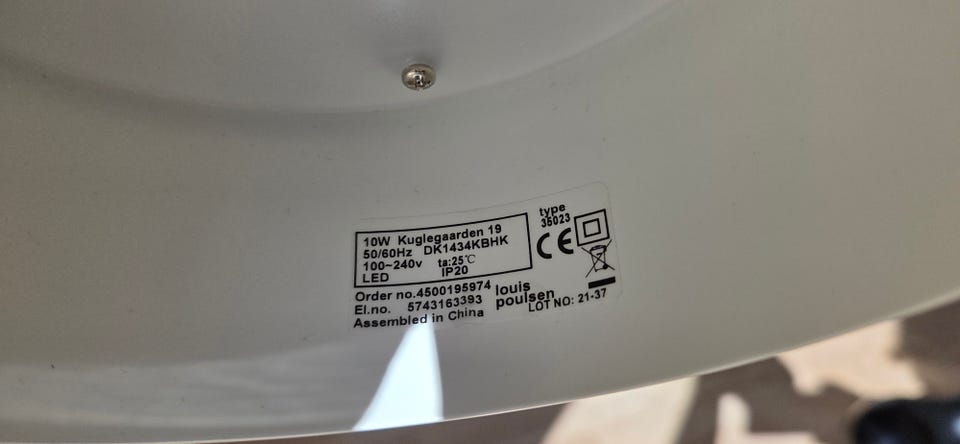 10W Kuglegaarden 19
50/60Hz DK1434KBHK
100~240v ta:25℃
LED IP20
type
35023
CE
Order no.4500195974
El.no. 5743163393
Assembled in China
louis
poulsen
LOT NO: 21-37